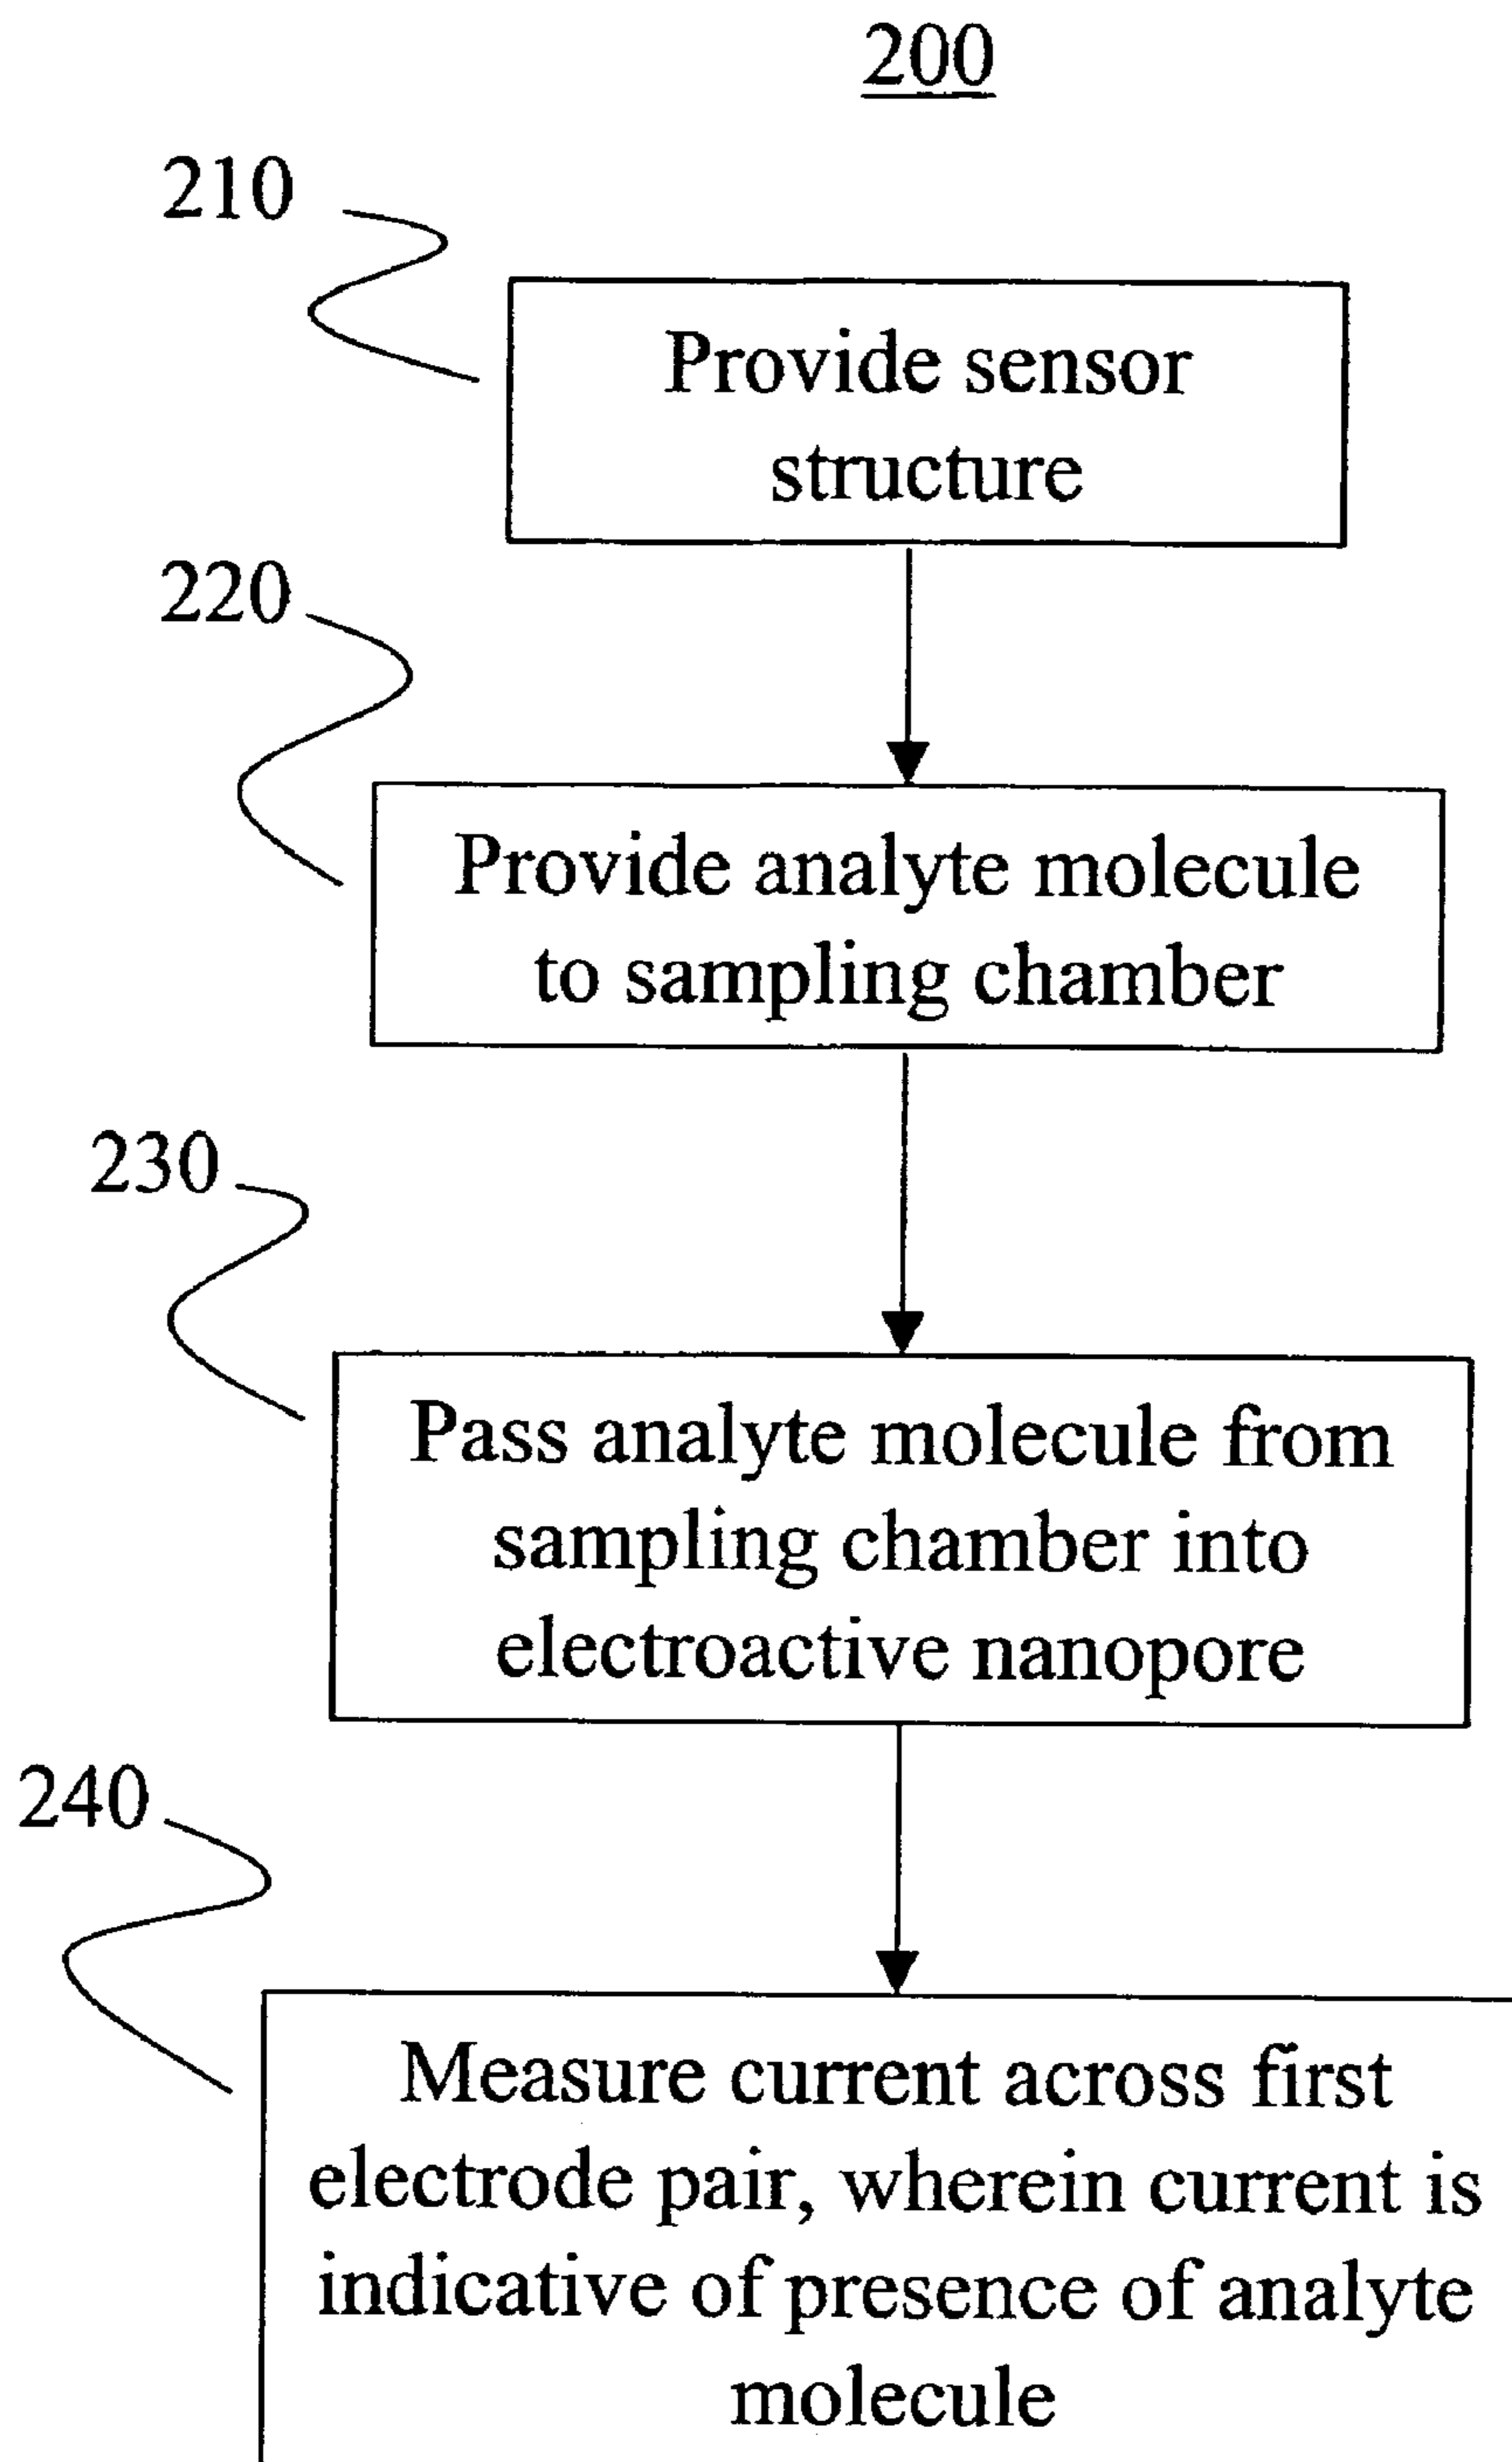 200
210
Provide sensor
structure
220
Provide analyte molecule
to sampling chamber
230
Pass analyte molecule from
sampling chamber into
electroactive nanopore
240
Measure current across first
electrode pair, wherein current is
indicative of presence of analyte
molecule